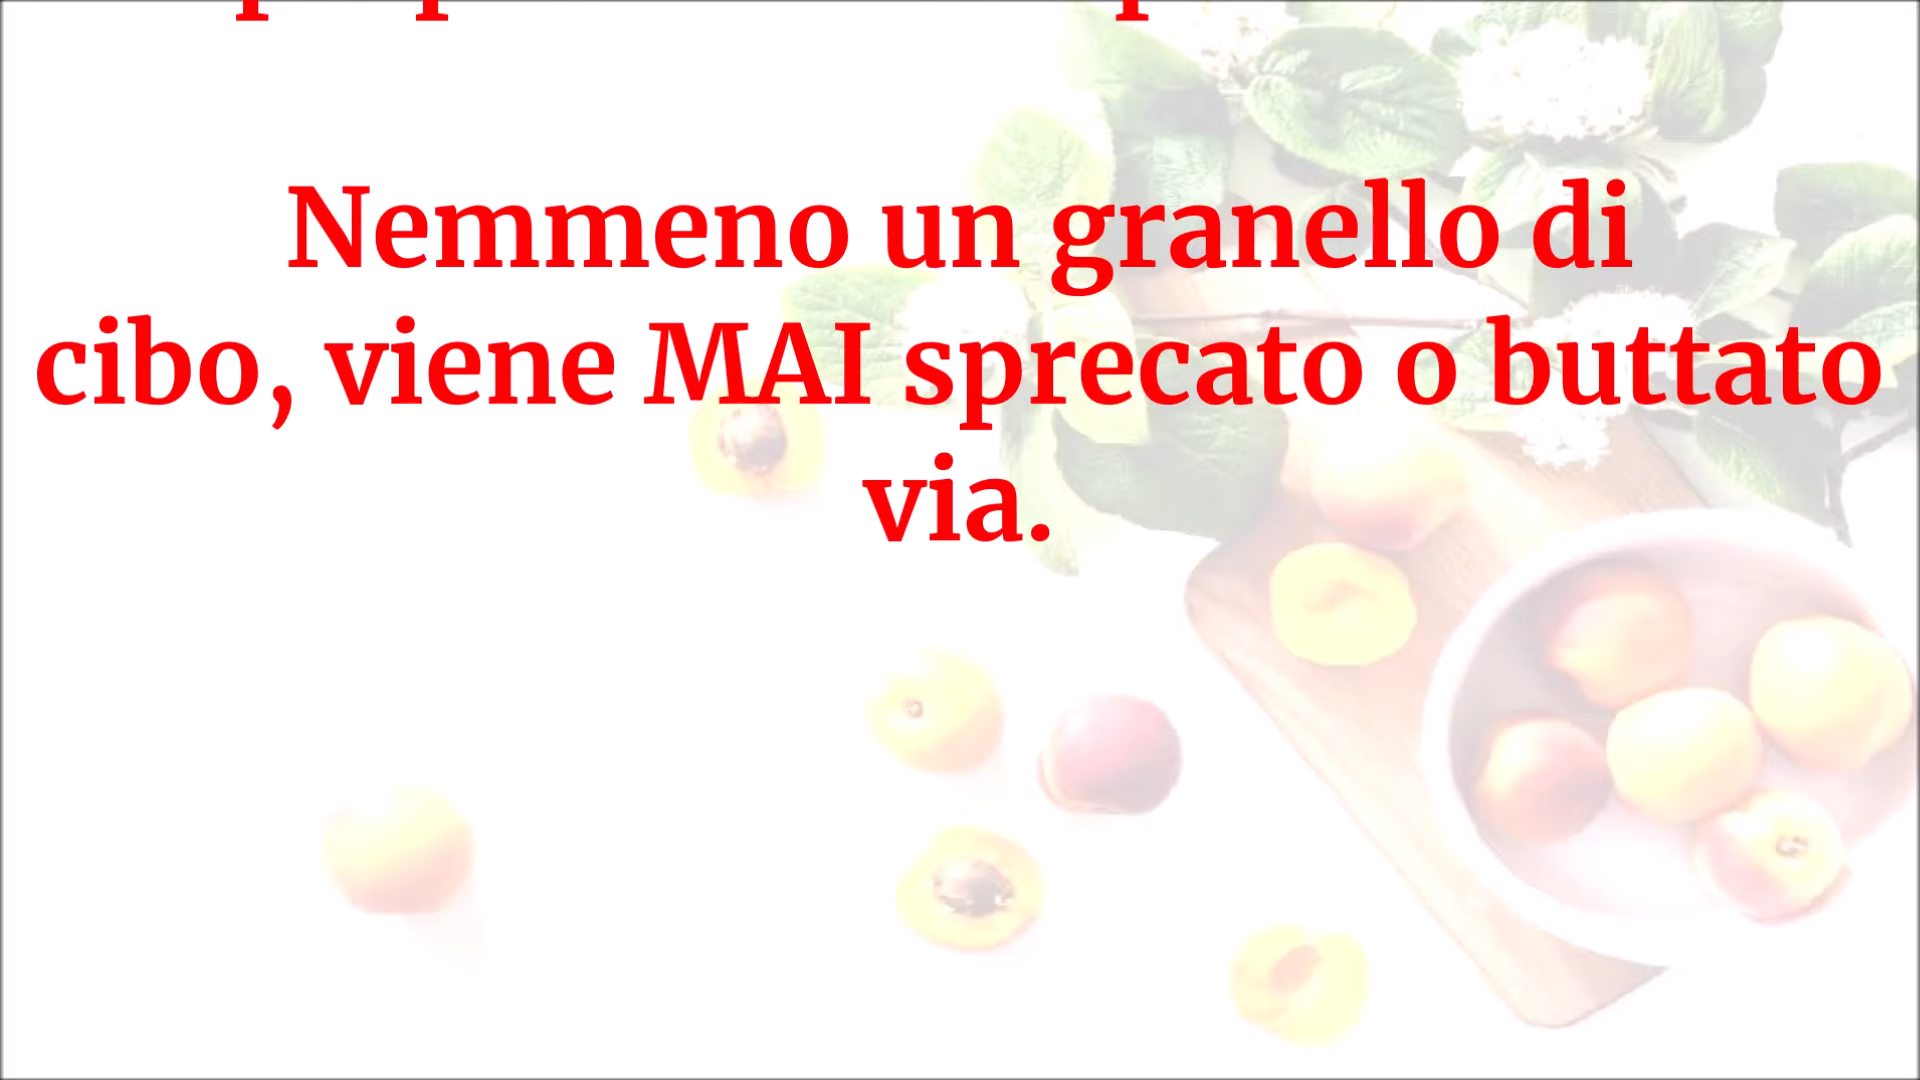 Nemmeno un granello di
cibo, viene MAI sprecato o buttato
via.